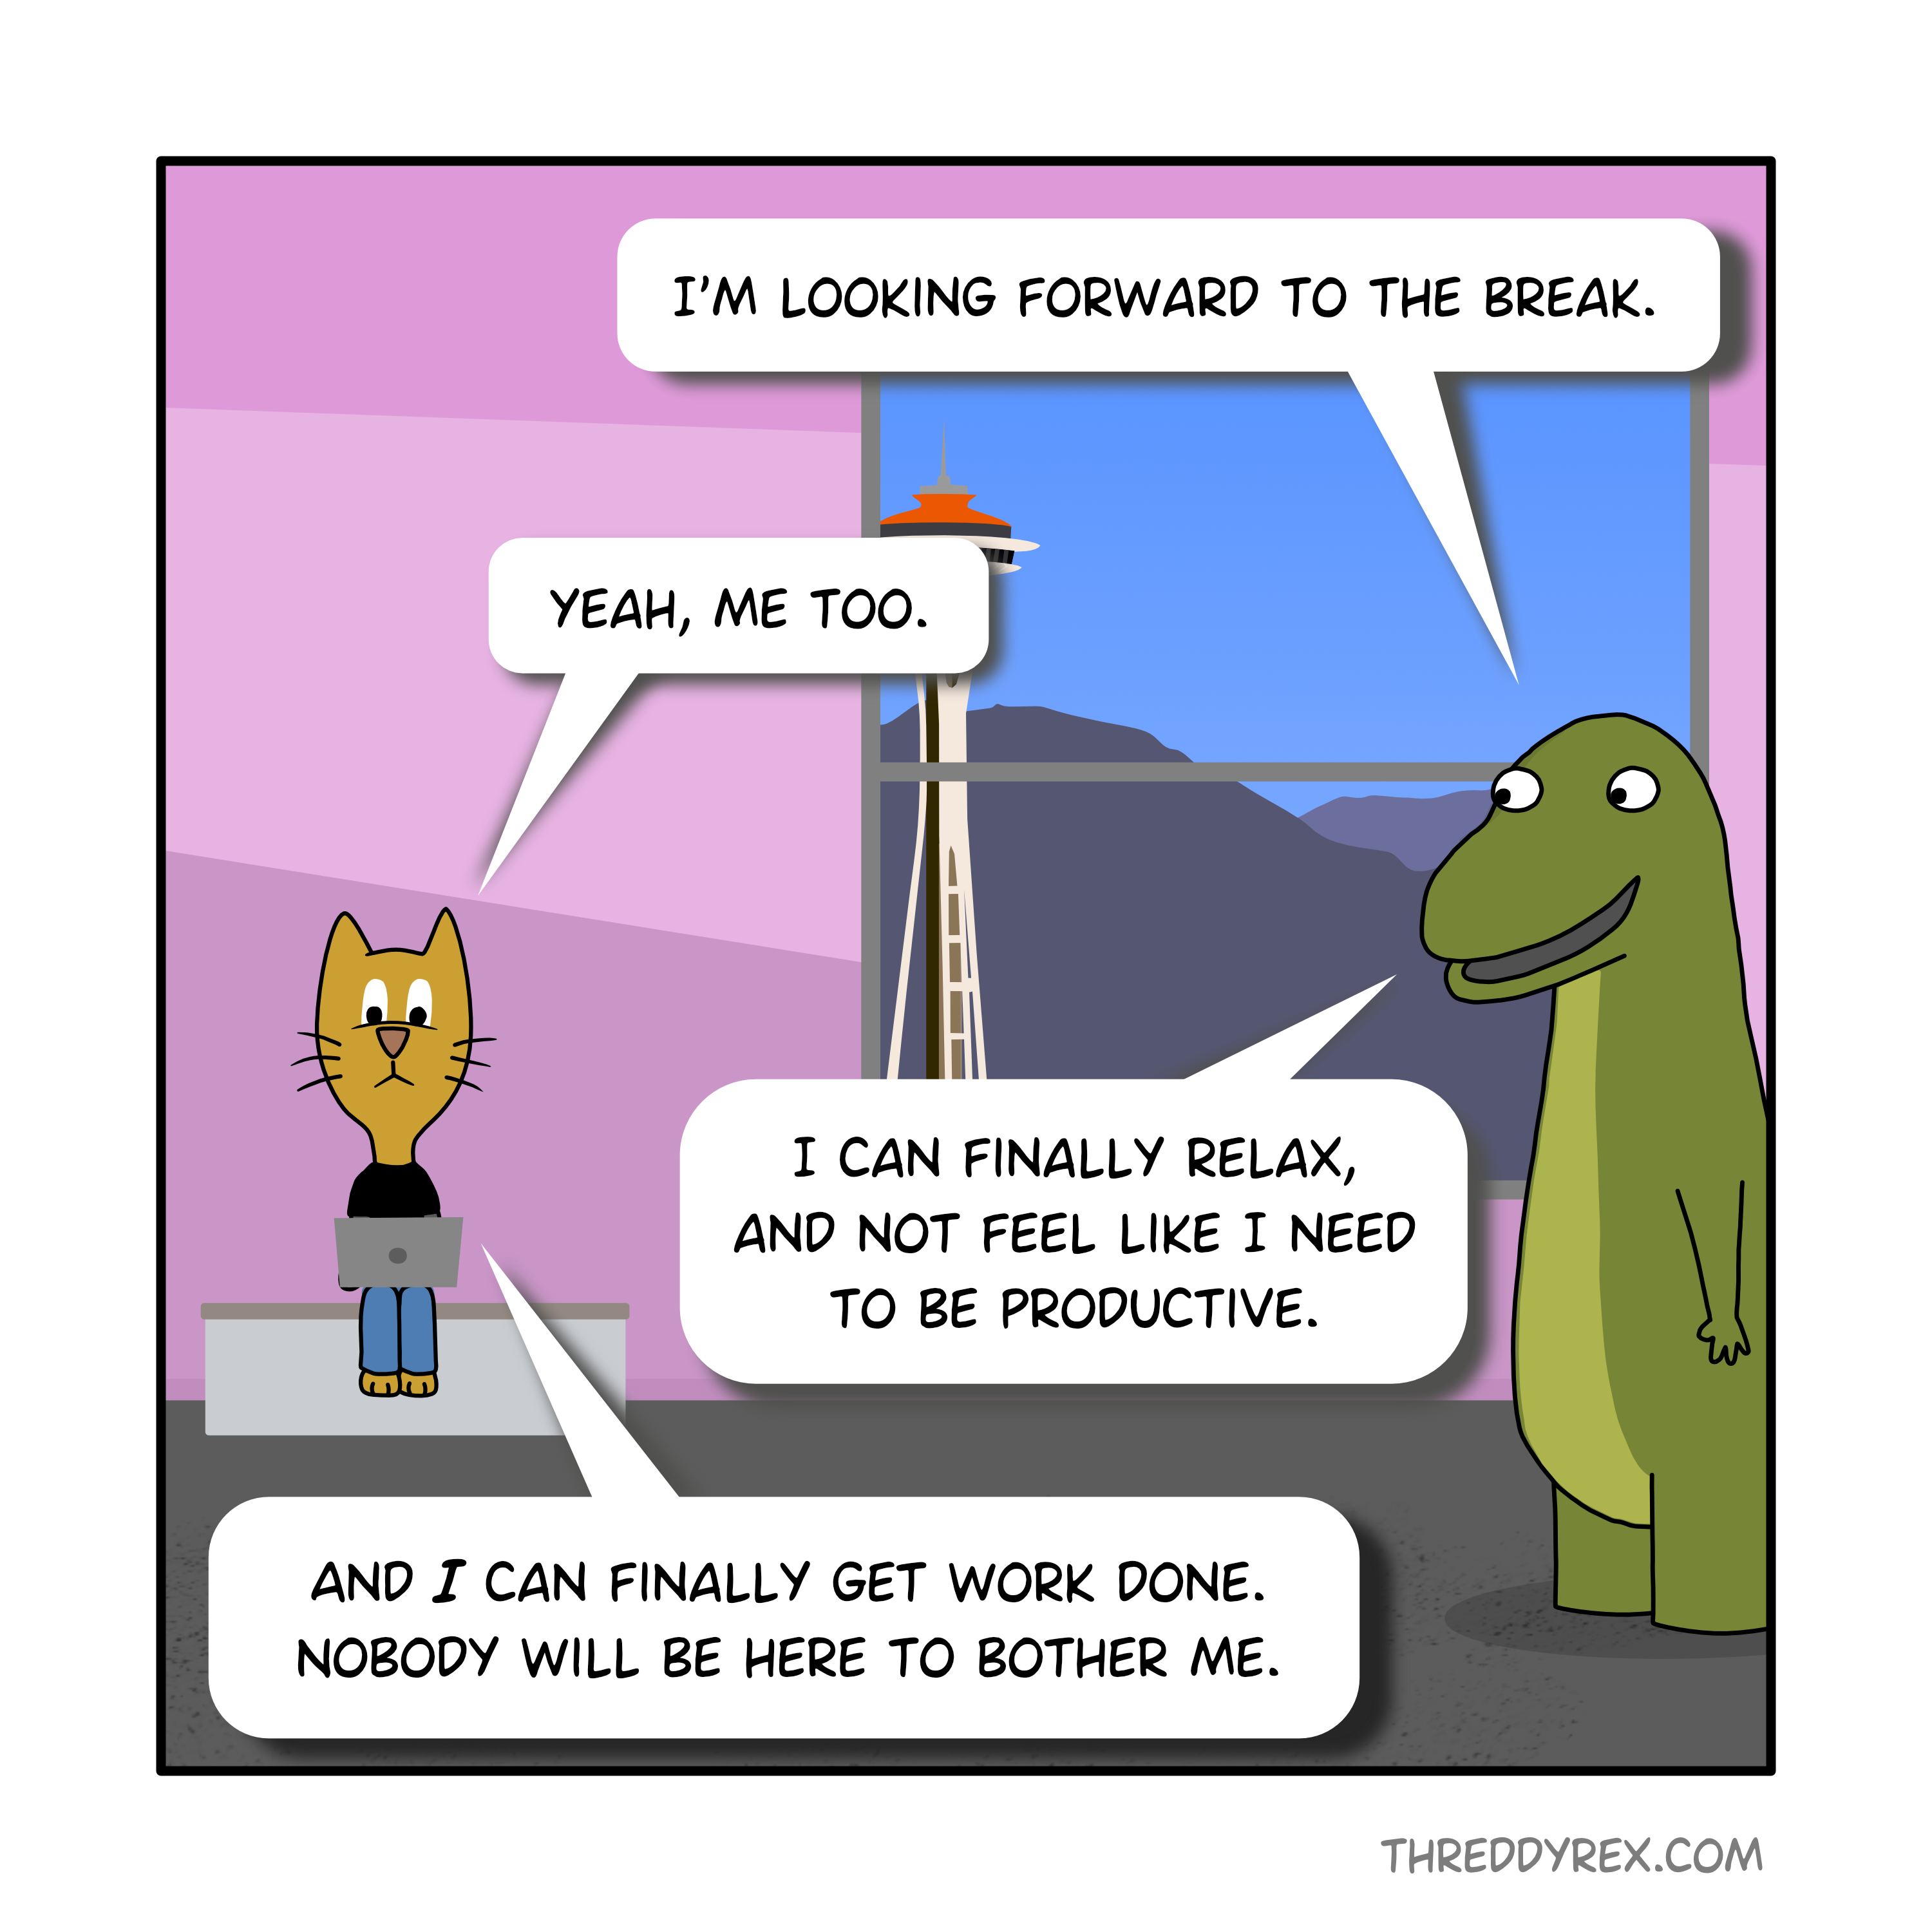 I'M LOOKING FORWARD TO THE BREAK.
YEAH, ME TOO.
I CAN FINALLY RELAX,
AND NOT FEEL LIKE I NEED
TO BE PRODUCTIVE.
AND I CAN FINALLY GET WORK DONE.
NOBODY WILL BE HERE TO BOTHER ME.
THREDDYREX.COM